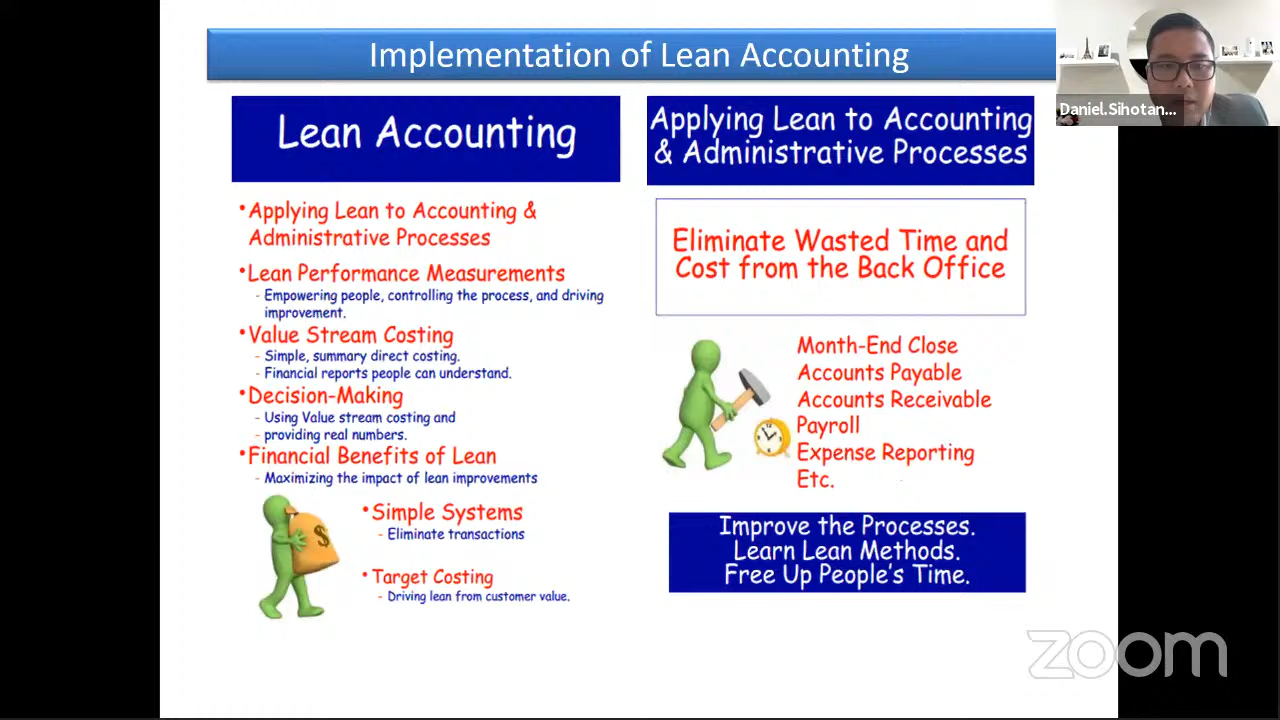 Implementation of Lean Accounting
Daniel.Sihotan...
Lean Accounting
•Applying Lean to Accounting &
Administrative Processes
•Lean Performance Measurements
- Empowering people, controlling the process, and driving
improvement.
•Value Stream Costing
- Simple, summary direct costing.
- Financial reports people can understand.
•Decision-Making
- Using Value stream costing and
- providing real numbers.
•Financial Benefits of Lean
- Maximizing the impact of lean improvements
$
•Simple Systems
- Eliminate transactions
•Target Costing
- Driving lean from customer value.
Applying Lean to Accounting
& Administrative Processes
Eliminate Wasted Time and
Cost from the Back Office
Month-End Close
Accounts Payable
Accounts Receivable
Payroll
Expense Reporting
Etc.
Improve the Processes.
Learn Lean Methods.
Free Up People's Time.
zoom